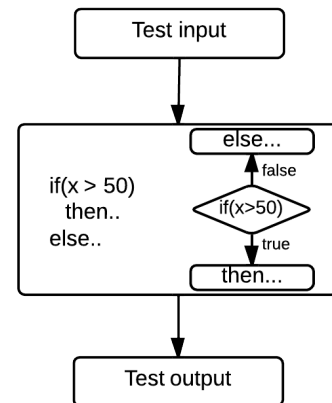 Test input
if(x > 50)
then..
else..
else...
false
if(x>50)
true
then...
Test output